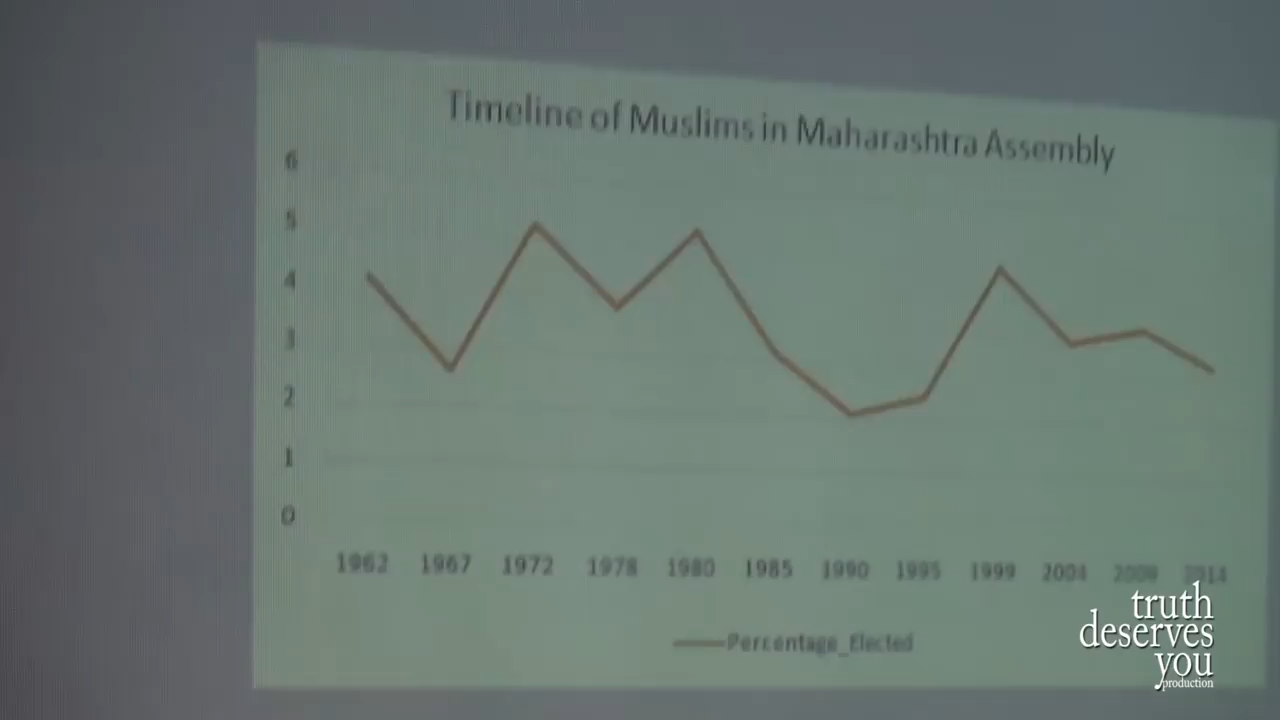 Timeline of Muslims in Maharashtra Assembly
6
5
4
3
2
1
0
1962 1967 1972 1978 1980 1985 1990 1995 1999 2004 2009 2014
Percentage_Elected
truth
deserves
you
production